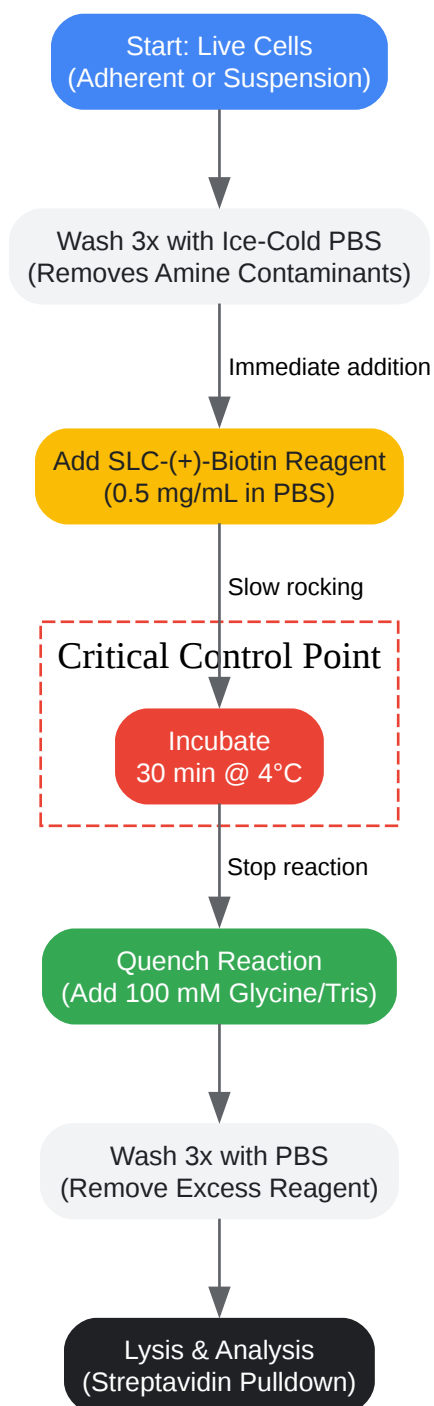 Start: Live Cells
(Adherent or Suspension)
Wash 3x with Ice-Cold PBS
(Removes Amine Contaminants)
Immediate addition
Add SLC-(+)-Biotin Reagent
(0.5 mg/mL in PBS)
Slow rocking
Critical Control Point
Incubate
30 min @ 4°C
Stop reaction
Quench Reaction
(Add 100 mM Glycine/Tris)
Wash 3x with PBS
(Remove Excess Reagent)
Lysis & Analysis
(Streptavidin Pulldown)